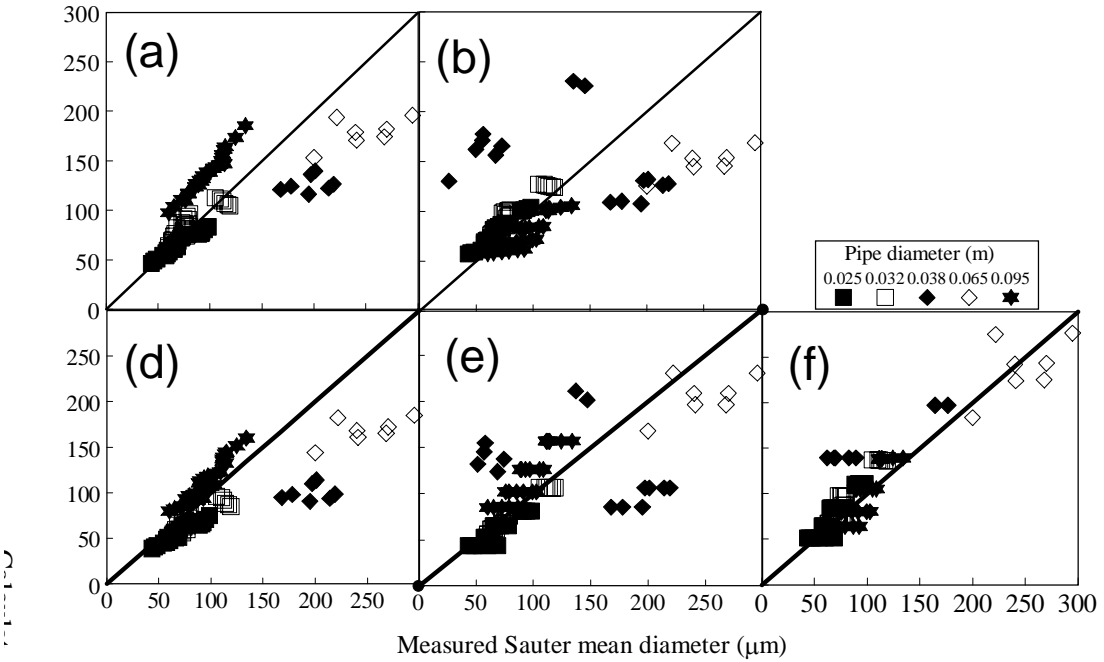 300
(a)
(b)
250
200
150
100
50
0
Pipe diameter (m)
0.025 0.032 0.038 0.065 0.095
(d)
(e)
(f)
250
200
150
100
50
0
0 50 100 150 200 250 0 50 100 150 200 250 0 50 100 150 200 250 300
Measured Sauter mean diameter (μm)